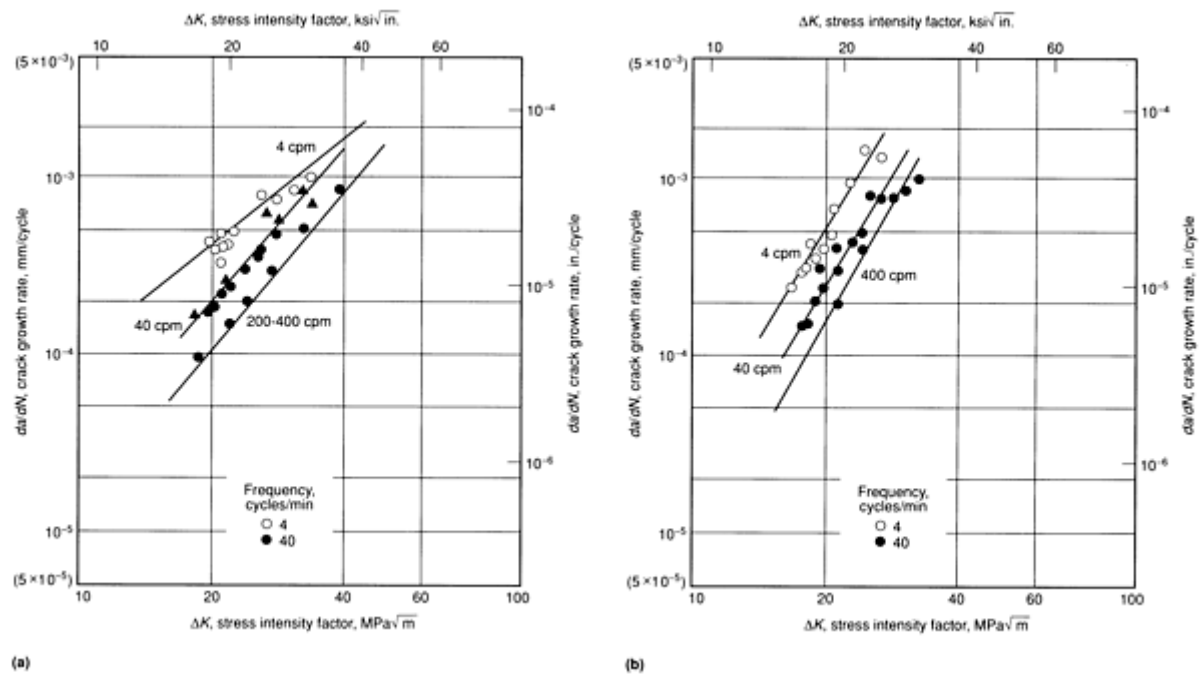 ΔK, stress intensity factor, ksi√in.
10 20 40 60
(5 ×10⁻³)
10⁻³
10⁻⁴
10⁻⁵
(5 ×10⁻⁵)
da/dN, crack growth rate, mm/cycle
10⁻⁴
10⁻⁵
10⁻⁶
da/dN, crack growth rate, in./cycle
4 cpm
40 cpm
200-400 cpm
Frequency,
cycles/min
4
40
10 20 40 60 100
ΔK, stress intensity factor, MPa√m
(a)
ΔK, stress intensity factor, ksi√in.
10 20 40 60
(5 ×10⁻³)
10⁻³
10⁻⁴
10⁻⁵
(5 ×10⁻⁵)
da/dN, crack growth rate, mm/cycle
10⁻⁴
10⁻⁵
10⁻⁶
da/dN, crack growth rate, in./cycle
4 cpm
400 cpm
40 cpm
Frequency,
cycles/min
4
40
10 20 40 60 100
ΔK, stress intensity factor, MPa√m
(b)